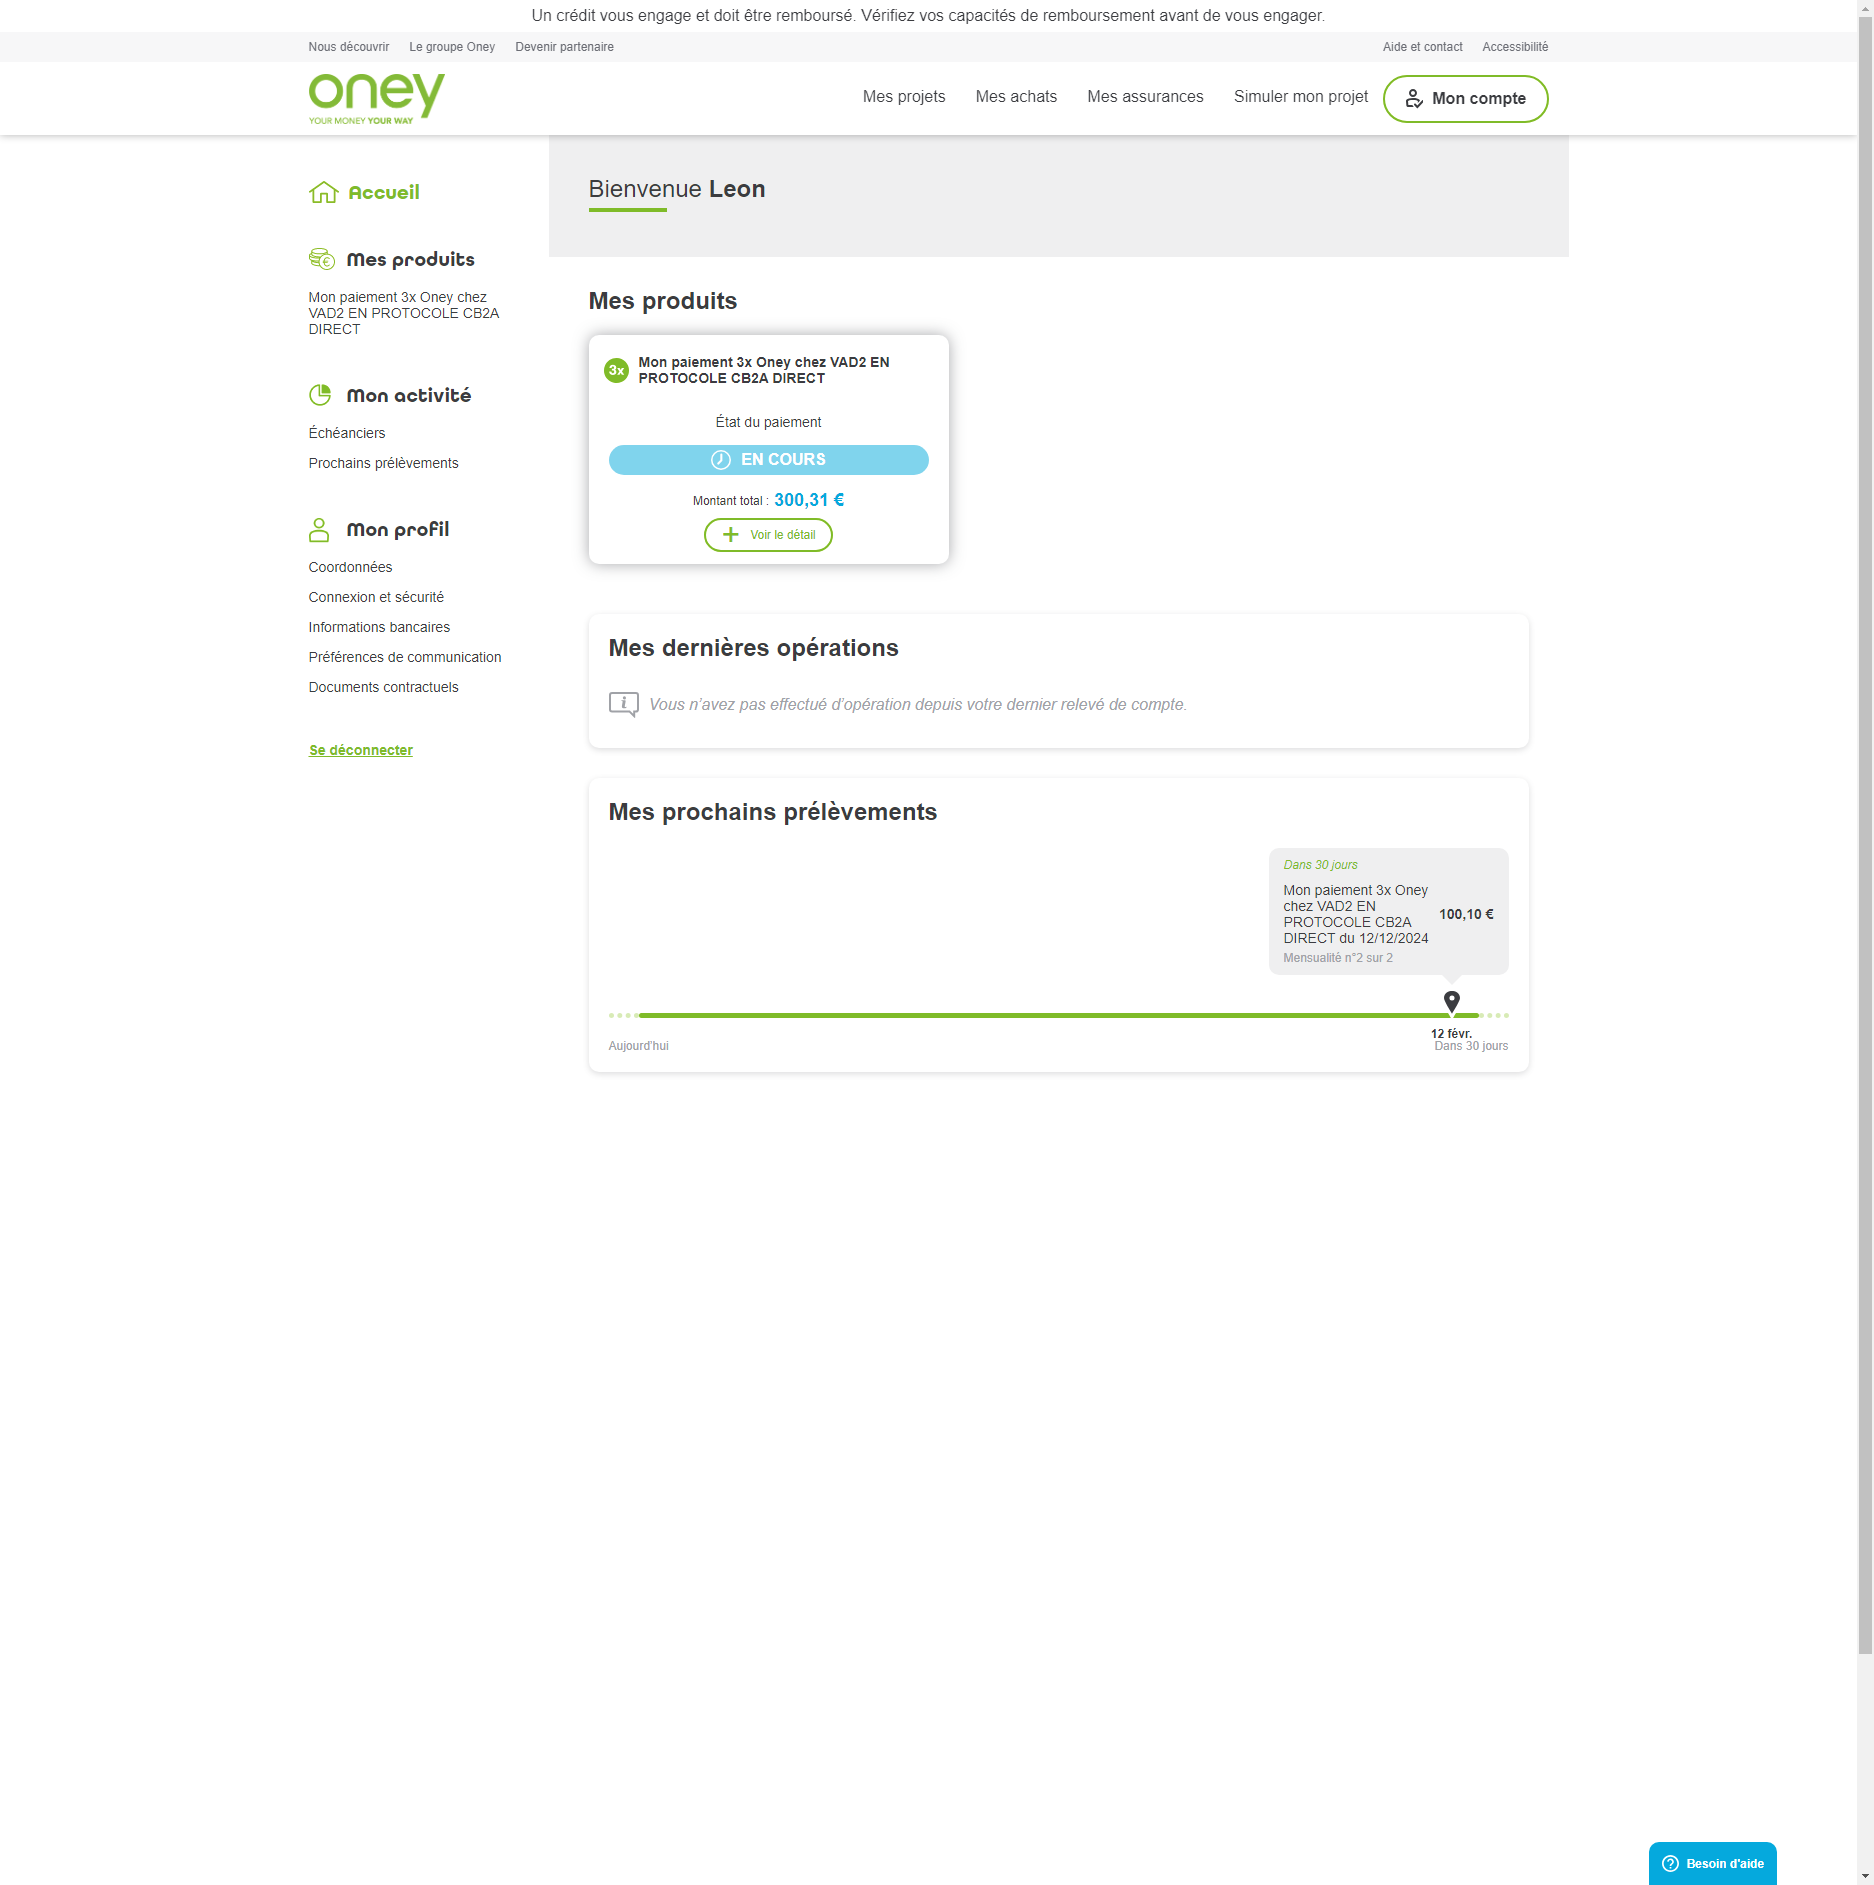 Un crédit vous engage et doit être remboursé. Vérifiez vos capacités de remboursement avant de vous engager.
Nous découvrir Le groupe Oney Devenir partenaire Aide et contact Accessibilité
oney
YOUR MONEY YOUR WAY
Mes projets Mes achats Mes assurances Simuler mon projet Mon compte
Accueil
Mes produits
Mon paiement 3x Oney chez
VAD2 EN PROTOCOLE CB2A
DIRECT
Mon activité
Échéanciers
Prochains prélèvements
Mon profil
Coordonnées
Connexion et sécurité
Informations bancaires
Préférences de communication
Documents contractuels
Se déconnecter
Bienvenue Leon
Mes produits
3x
Mon paiement 3x Oney chez VAD2 EN
PROTOCOLE CB2A DIRECT
État du paiement
EN COURS
Montant total : 300,31 €
Voir le détail
Mes dernières opérations
Vous n’avez pas effectué d’opération depuis votre dernier relevé de compte.
Mes prochains prélèvements
Dans 30 jours
Mon paiement 3x Oney
chez VAD2 EN
PROTOCOLE CB2A
DIRECT du 12/12/2024
100,10 €
Mensualité n°2 sur 2
12 févr.
Aujourd'hui
Dans 30 jours
Besoin d'aide